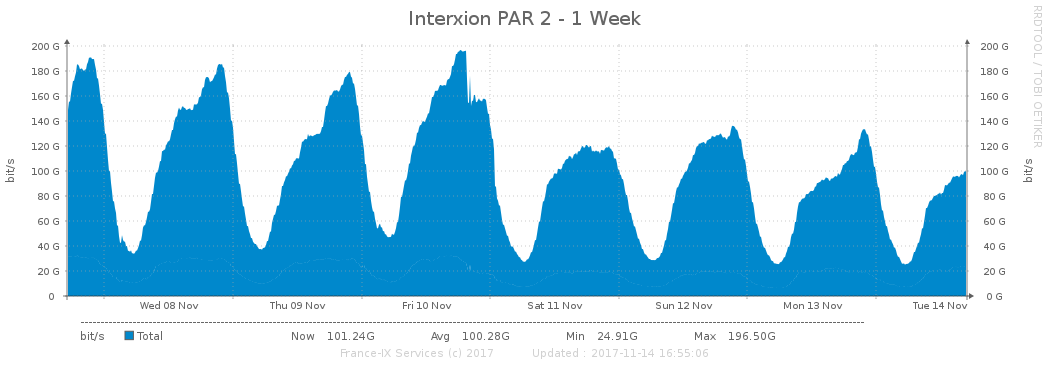 Interxion PAR 2 - 1 Week
RRDTOOL / TOBI OETIKER
bit/s
200 G
180 G
160 G
140 G
120 G
100 G
80 G
60 G
40 G
20 G
0
200 G
180 G
160 G
140 G
120 G
100 G
80 G
60 G
40 G
20 G
0 G
bit/s
Wed 08 Nov Thu 09 Nov Fri 10 Nov Sat 11 Nov Sun 12 Nov Mon 13 Nov Tue 14 Nov
bit/s Total Now 101.24G Avg 100.28G Min 24.91G Max 196.50G
France-IX Services (c) 2017 Updated : 2017-11-14 16:55:06